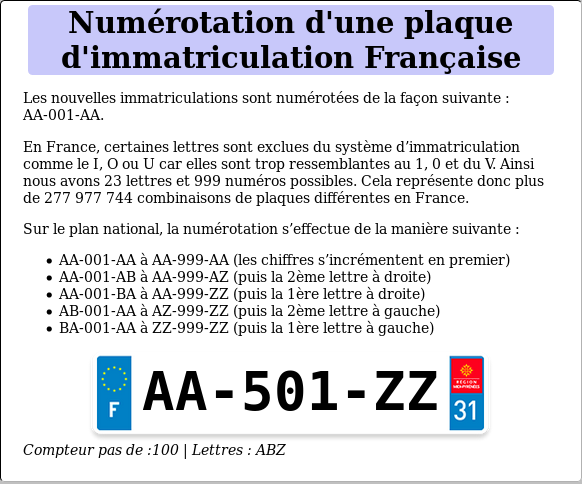 Numérotation d'une plaque
d'immatriculation Française
Les nouvelles immatriculations sont numérotées de la façon suivante :
AA-001-AA.
En France, certaines lettres sont exclues du système d’immatriculation
comme le I, O ou U car elles sont trop ressemblantes au 1, 0 et du V. Ainsi
nous avons 23 lettres et 999 numéros possibles. Cela représente donc plus
de 277 977 744 combinaisons de plaques différentes en France.
Sur le plan national, la numérotation s’effectue de la manière suivante :
• AA-001-AA à AA-999-AA (les chiffres s’incrémentent en premier)
• AA-001-AB à AA-999-AZ (puis la 2ème lettre à droite)
• AA-001-BA à AA-999-ZZ (puis la 1ère lettre à droite)
• AB-001-AA à AZ-999-ZZ (puis la 2ème lettre à gauche)
• BA-001-AA à ZZ-999-ZZ (puis la 1ère lettre à gauche)
F AA-501-ZZ 31
RÉGION
MIDI-PYRÉNÉES
Compteur pas de :100 | Lettres : ABZ